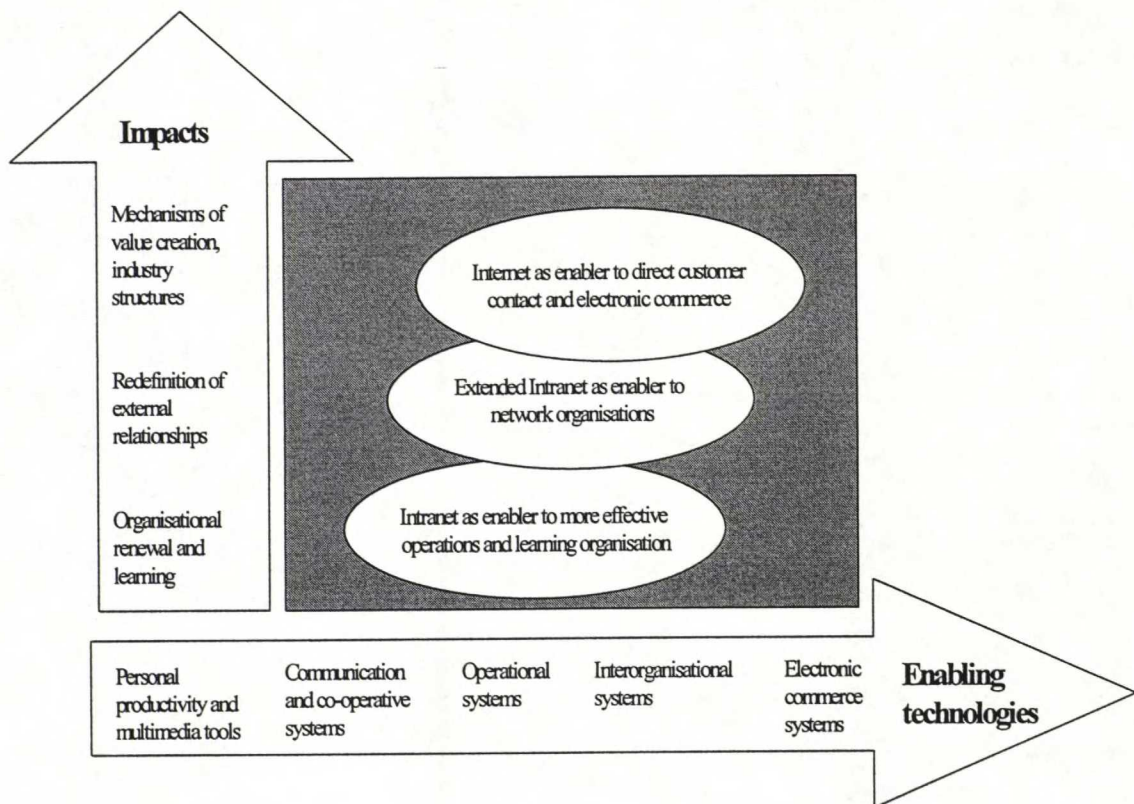 Impacts
Mechanisms of
value creation,
industry
structures
Redefinition of
external
relationships
Organisational
renewal and
learning
Internet as enabler to direct customer
contact and electronic commerce
Extended Intranet as enabler to
network organisations
Intranet as enabler to more effective
operations and learning organisation
Personal
productivity and
multimedia tools
Communication
and co-operative
systems
Operational
systems
Interorganisational
systems
Electronic
commerce
systems
Enabling
technologies